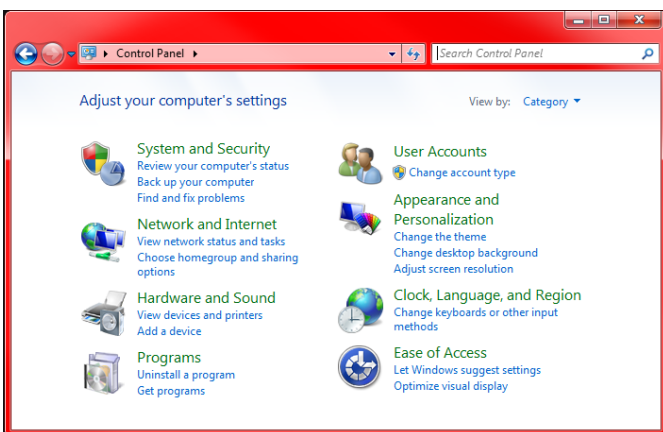 Control Panel
Search Control Panel
Adjust your computer's settings
View by: Category
System and Security
Review your computer's status
Back up your computer
Find and fix problems
Network and Internet
View network status and tasks
Choose homegroup and sharing
options
Hardware and Sound
View devices and printers
Add a device
Programs
Uninstall a program
Get programs
User Accounts
Change account type
Appearance and
Personalization
Change the theme
Change desktop background
Adjust screen resolution
Clock, Language, and Region
Change keyboards or other input
methods
Ease of Access
Let Windows suggest settings
Optimize visual display